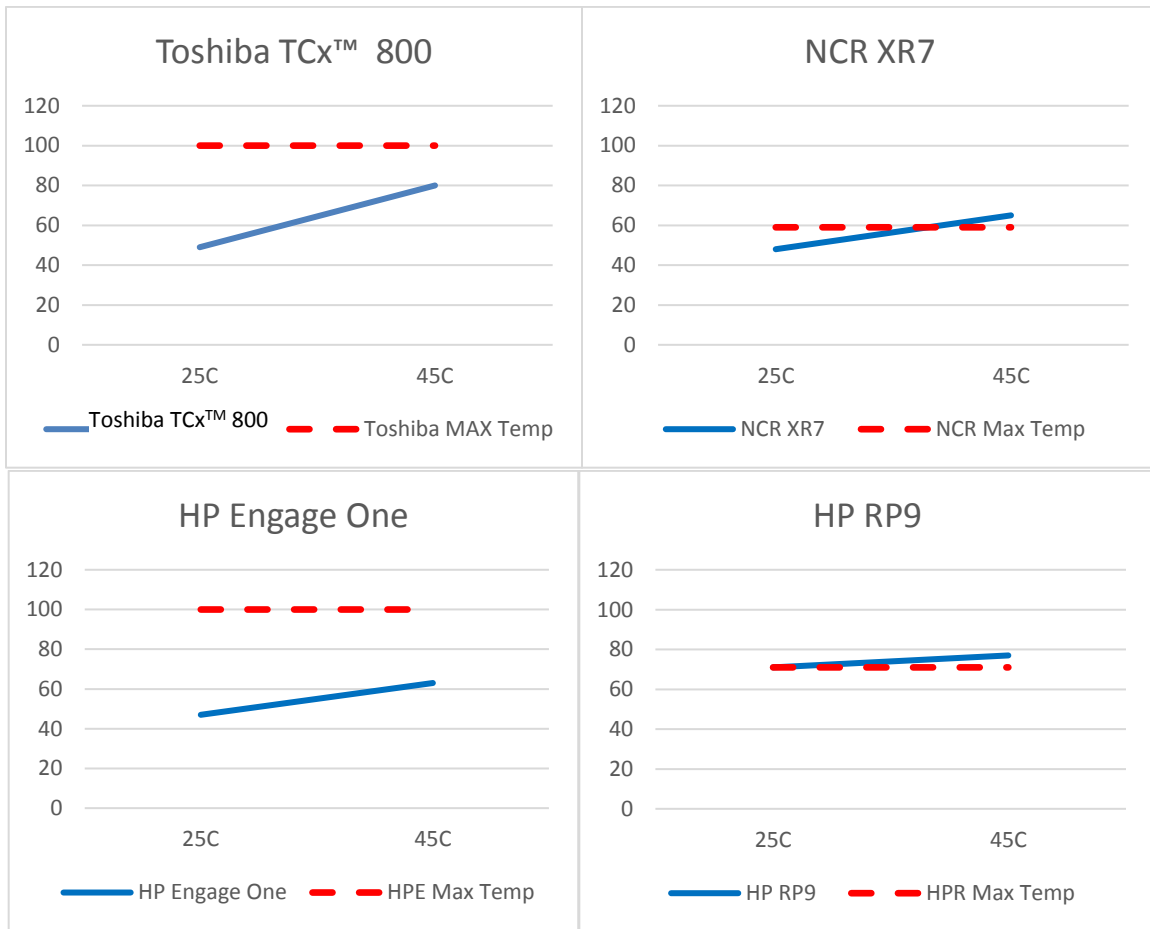 Toshiba TCx™ 800
120
100
80
60
40
20
0
25C 45C
Toshiba TCx™ 800 Toshiba MAX Temp
NCR XR7
120
100
80
60
40
20
0
25C 45C
NCR XR7 NCR Max Temp
HP Engage One
120
100
80
60
40
20
0
25C 45C
HP Engage One HPE Max Temp
HP RP9
120
100
80
60
40
20
0
25C 45C
HP RP9 HPR Max Temp